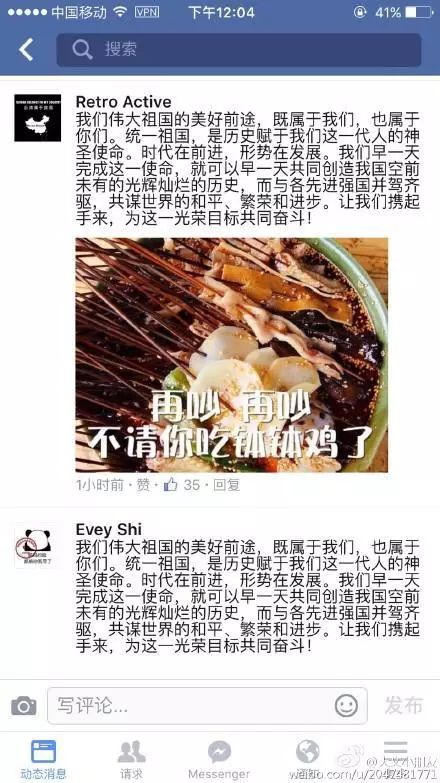 中国移动 VPN 下午12:04 41%
搜索
Retro Active
我们伟大祖国的美好前途，既属于我们，也属于
你们。统一祖国，是历史赋于我们这一代人的神
圣使命。时代在前进，形势在发展。我们早一天
完成这一使命，就可以早一天共同创造我国空前
未有的光辉灿烂的历史，而与各先进强国并驾齐
驱，共谋世界的和平、繁荣和进步。让我们携起
手来，为这一光荣目标共同奋斗！
再吵 再吵
不请你吃钵钵鸡了
1小时前 · 赞 · 35 · 回复
Evey Shi
我们伟大祖国的美好前途，既属于我们，也属于
你们。统一祖国，是历史赋于我们这一代人的神
圣使命。时代在前进，形势在发展。我们早一天
完成这一使命，就可以早一天共同创造我国空前
未有的光辉灿烂的历史，而与各先进强国并驾齐
驱，共谋世界的和平、繁荣和进步。让我们携起
手来，为这一光荣目标共同奋斗！
写评论... 发布
动态消息 请求 Messenger